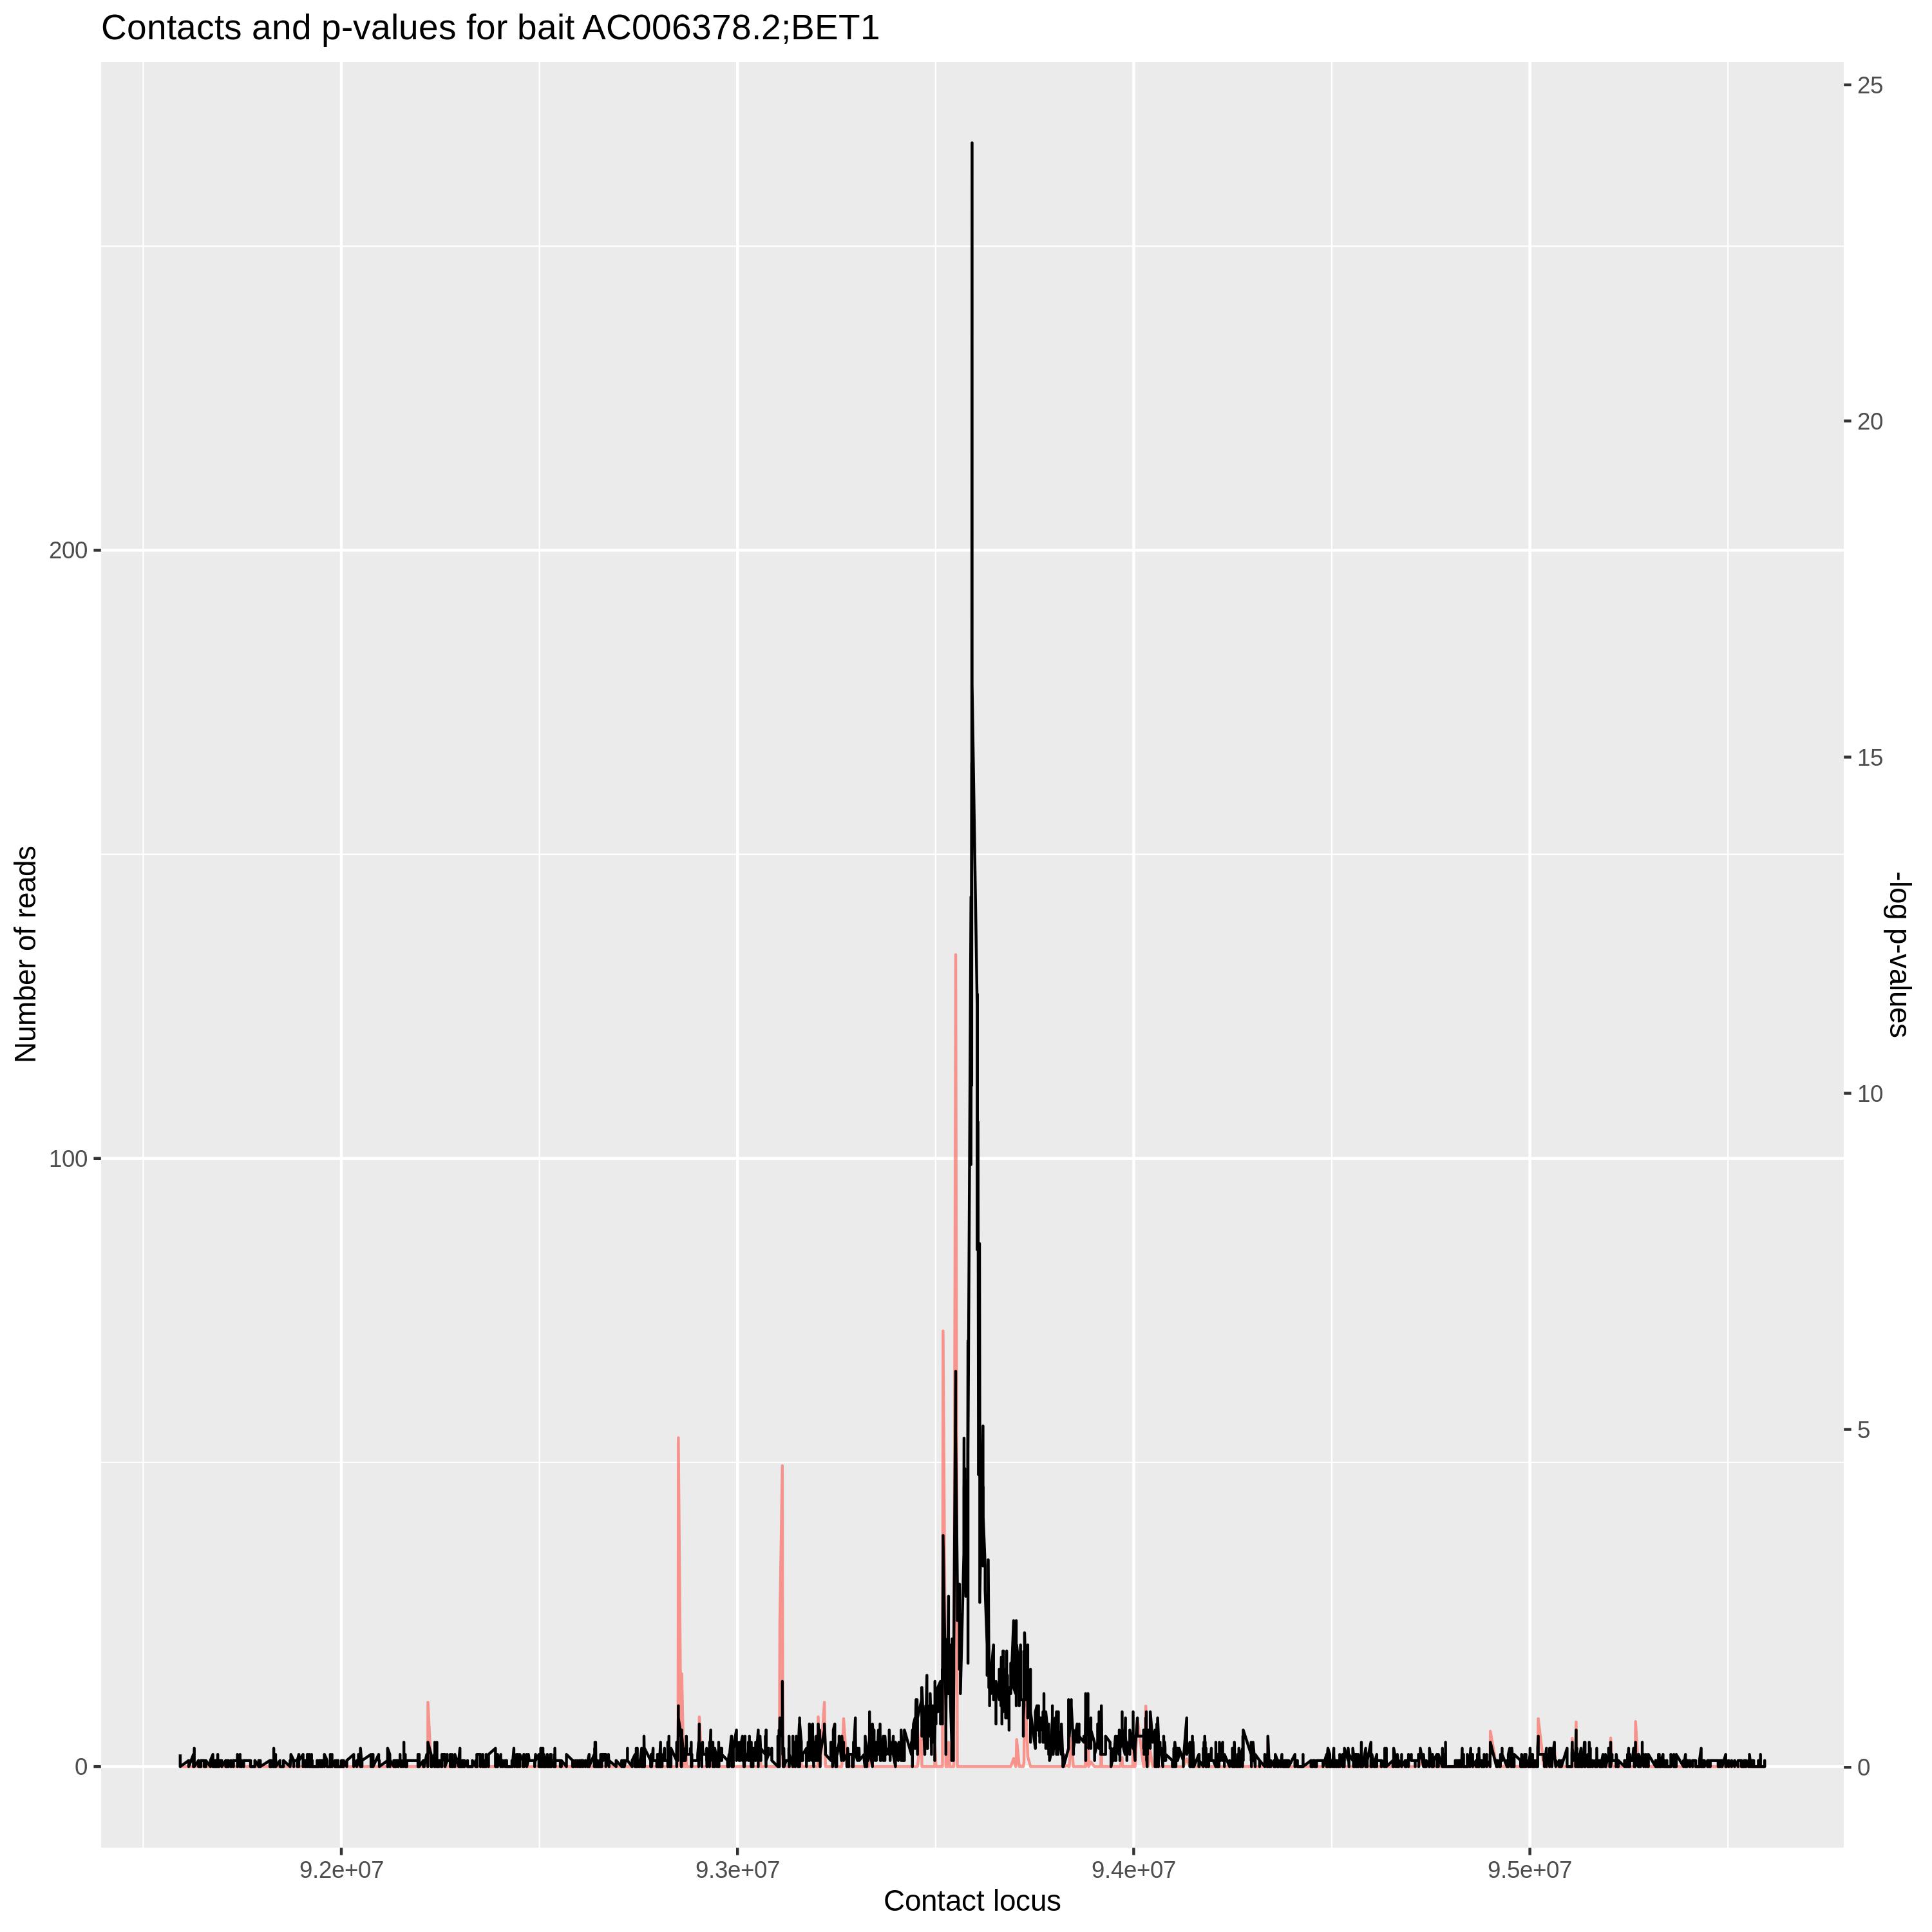 Contacts and p-values for bait AC006378.2;BET1
25
20
200
15
Number of reads
-log p-values
10
100
5
0
0
9.2e+07
9.3e+07
9.4e+07
9.5e+07
Contact locus